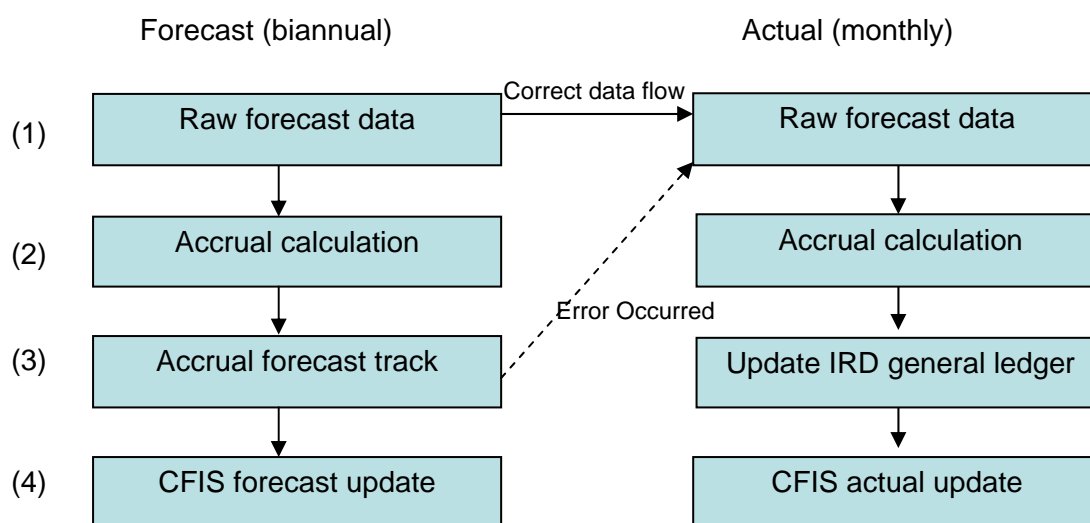 Forecast (biannual)
Actual (monthly)
Correct data flow
(1)
Raw forecast data
Raw forecast data
(2)
Accrual calculation
Accrual calculation
Error Occurred
(3)
Accrual forecast track
Update IRD general ledger
(4)
CFIS forecast update
CFIS actual update